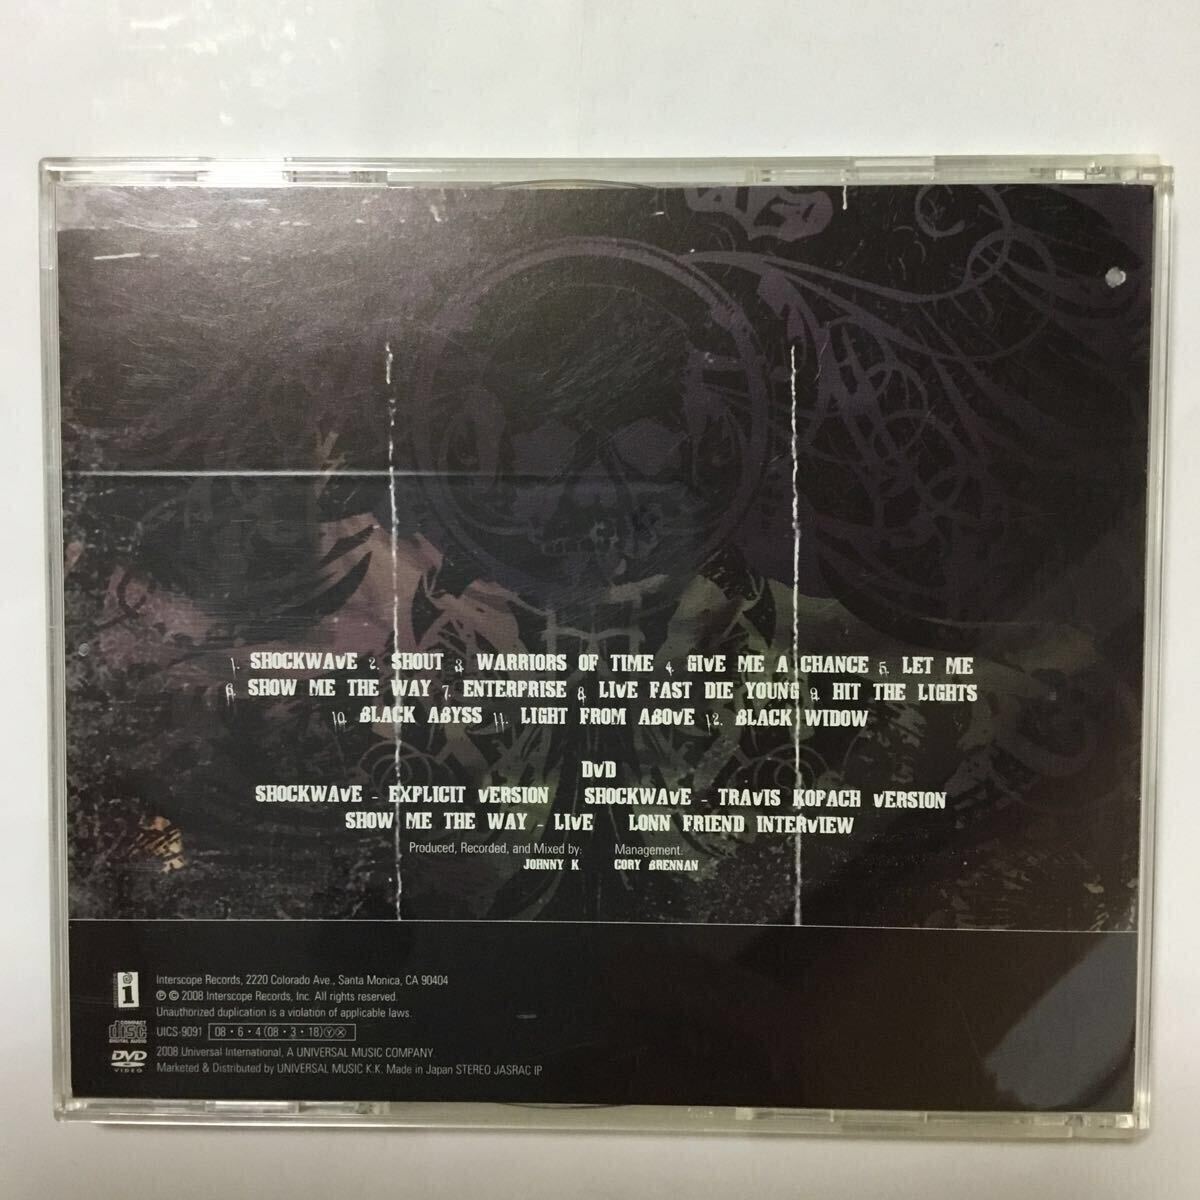 1. SHOCKWAVE 2. SHOUT 3. WARRIORS OF TIME 4. GIVE ME A CHANCE 5. LET ME
6. SHOW ME THE WAY 7. ENTERPRISE 8. LIVE FAST DIE YOUNG 9. HIT THE LIGHTS
10. BLACK ABYSS 11. LIGHT FROM ABOVE 12. BLACK WIDOW
DVD
SHOCKWAVE - EXPLICIT VERSION SHOCKWAVE - TRAVIS KOPACH VERSION
SHOW ME THE WAY - LIVE LONN FRIEND INTERVIEW
Produced, Recorded, and Mixed by: Management:
JOHNNY K CORY BRENNAN
Interscope Records, 2220 Colorado Ave., Santa Monica, CA 90404
℗ © 2008 Interscope Records, Inc. All rights reserved.
Unauthorized duplication is a violation of applicable laws.
COMPACT disc DIGITAL AUDIO UICS-9091 08・6・4 (08・3・18) Ⓨ Ⓧ
2008 Universal International, A UNIVERSAL MUSIC COMPANY.
DVD VIDEO Marketed & Distributed by UNIVERSAL MUSIC K.K. Made in Japan STEREO JASRAC IP